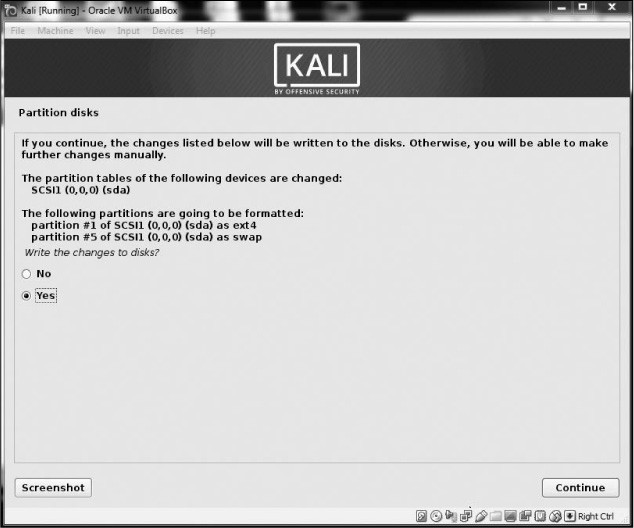 Kali [Running] - Oracle VM VirtualBox
File Machine View Input Devices Help
KALI
BY OFFENSIVE SECURITY
Partition disks
If you continue, the changes listed below will be written to the disks. Otherwise, you will be able to make
further changes manually.
The partition tables of the following devices are changed:
SCSI1 (0,0,0) (sda)
The following partitions are going to be formatted:
partition #1 of SCSI1 (0,0,0) (sda) as ext4
partition #5 of SCSI1 (0,0,0) (sda) as swap
Write the changes to disks?
No
Yes
Screenshot
Continue
Right Ctrl